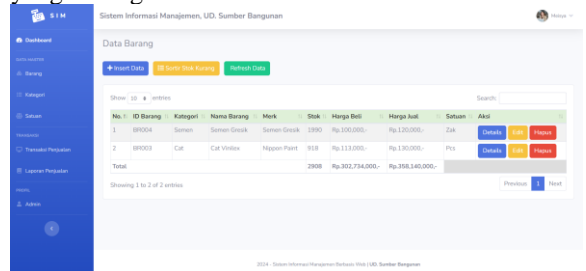 SIM
Sistem Informasi Manajemen, UD. Sumber Bangunan
Dashboard
Data Barang
DATA MASTER
Barang
+ Insert Data
Sortir Stok Kurang
Refresh Data
Kategori
Show 10 entries
Search:
Satuan
No. ID Barang Kategori Nama Barang Merk Stok Harga Beli Harga Jual Satuan Aksi
TRANSAKSI
1 BR004 Semen Semen Gresik Semen Gresik 1990 Rp.100,000,- Rp.120,000,- Zak Details Edit Hapus
Transaksi Penjualan
2 BR003 Cat Cat Vinilex Nippon Paint 918 Rp.113,000,- Rp.130,000,- Pcs Details Edit Hapus
Laporan Penjualan
Total 2908 Rp.302,734,000,- Rp.358,140,000,-
Showing 1 to 2 of 2 entries
Previous 1 Next
Admin
2024 - Sistem Informasi Manajemen Berbasis Web | UD. Sumber Bangunan